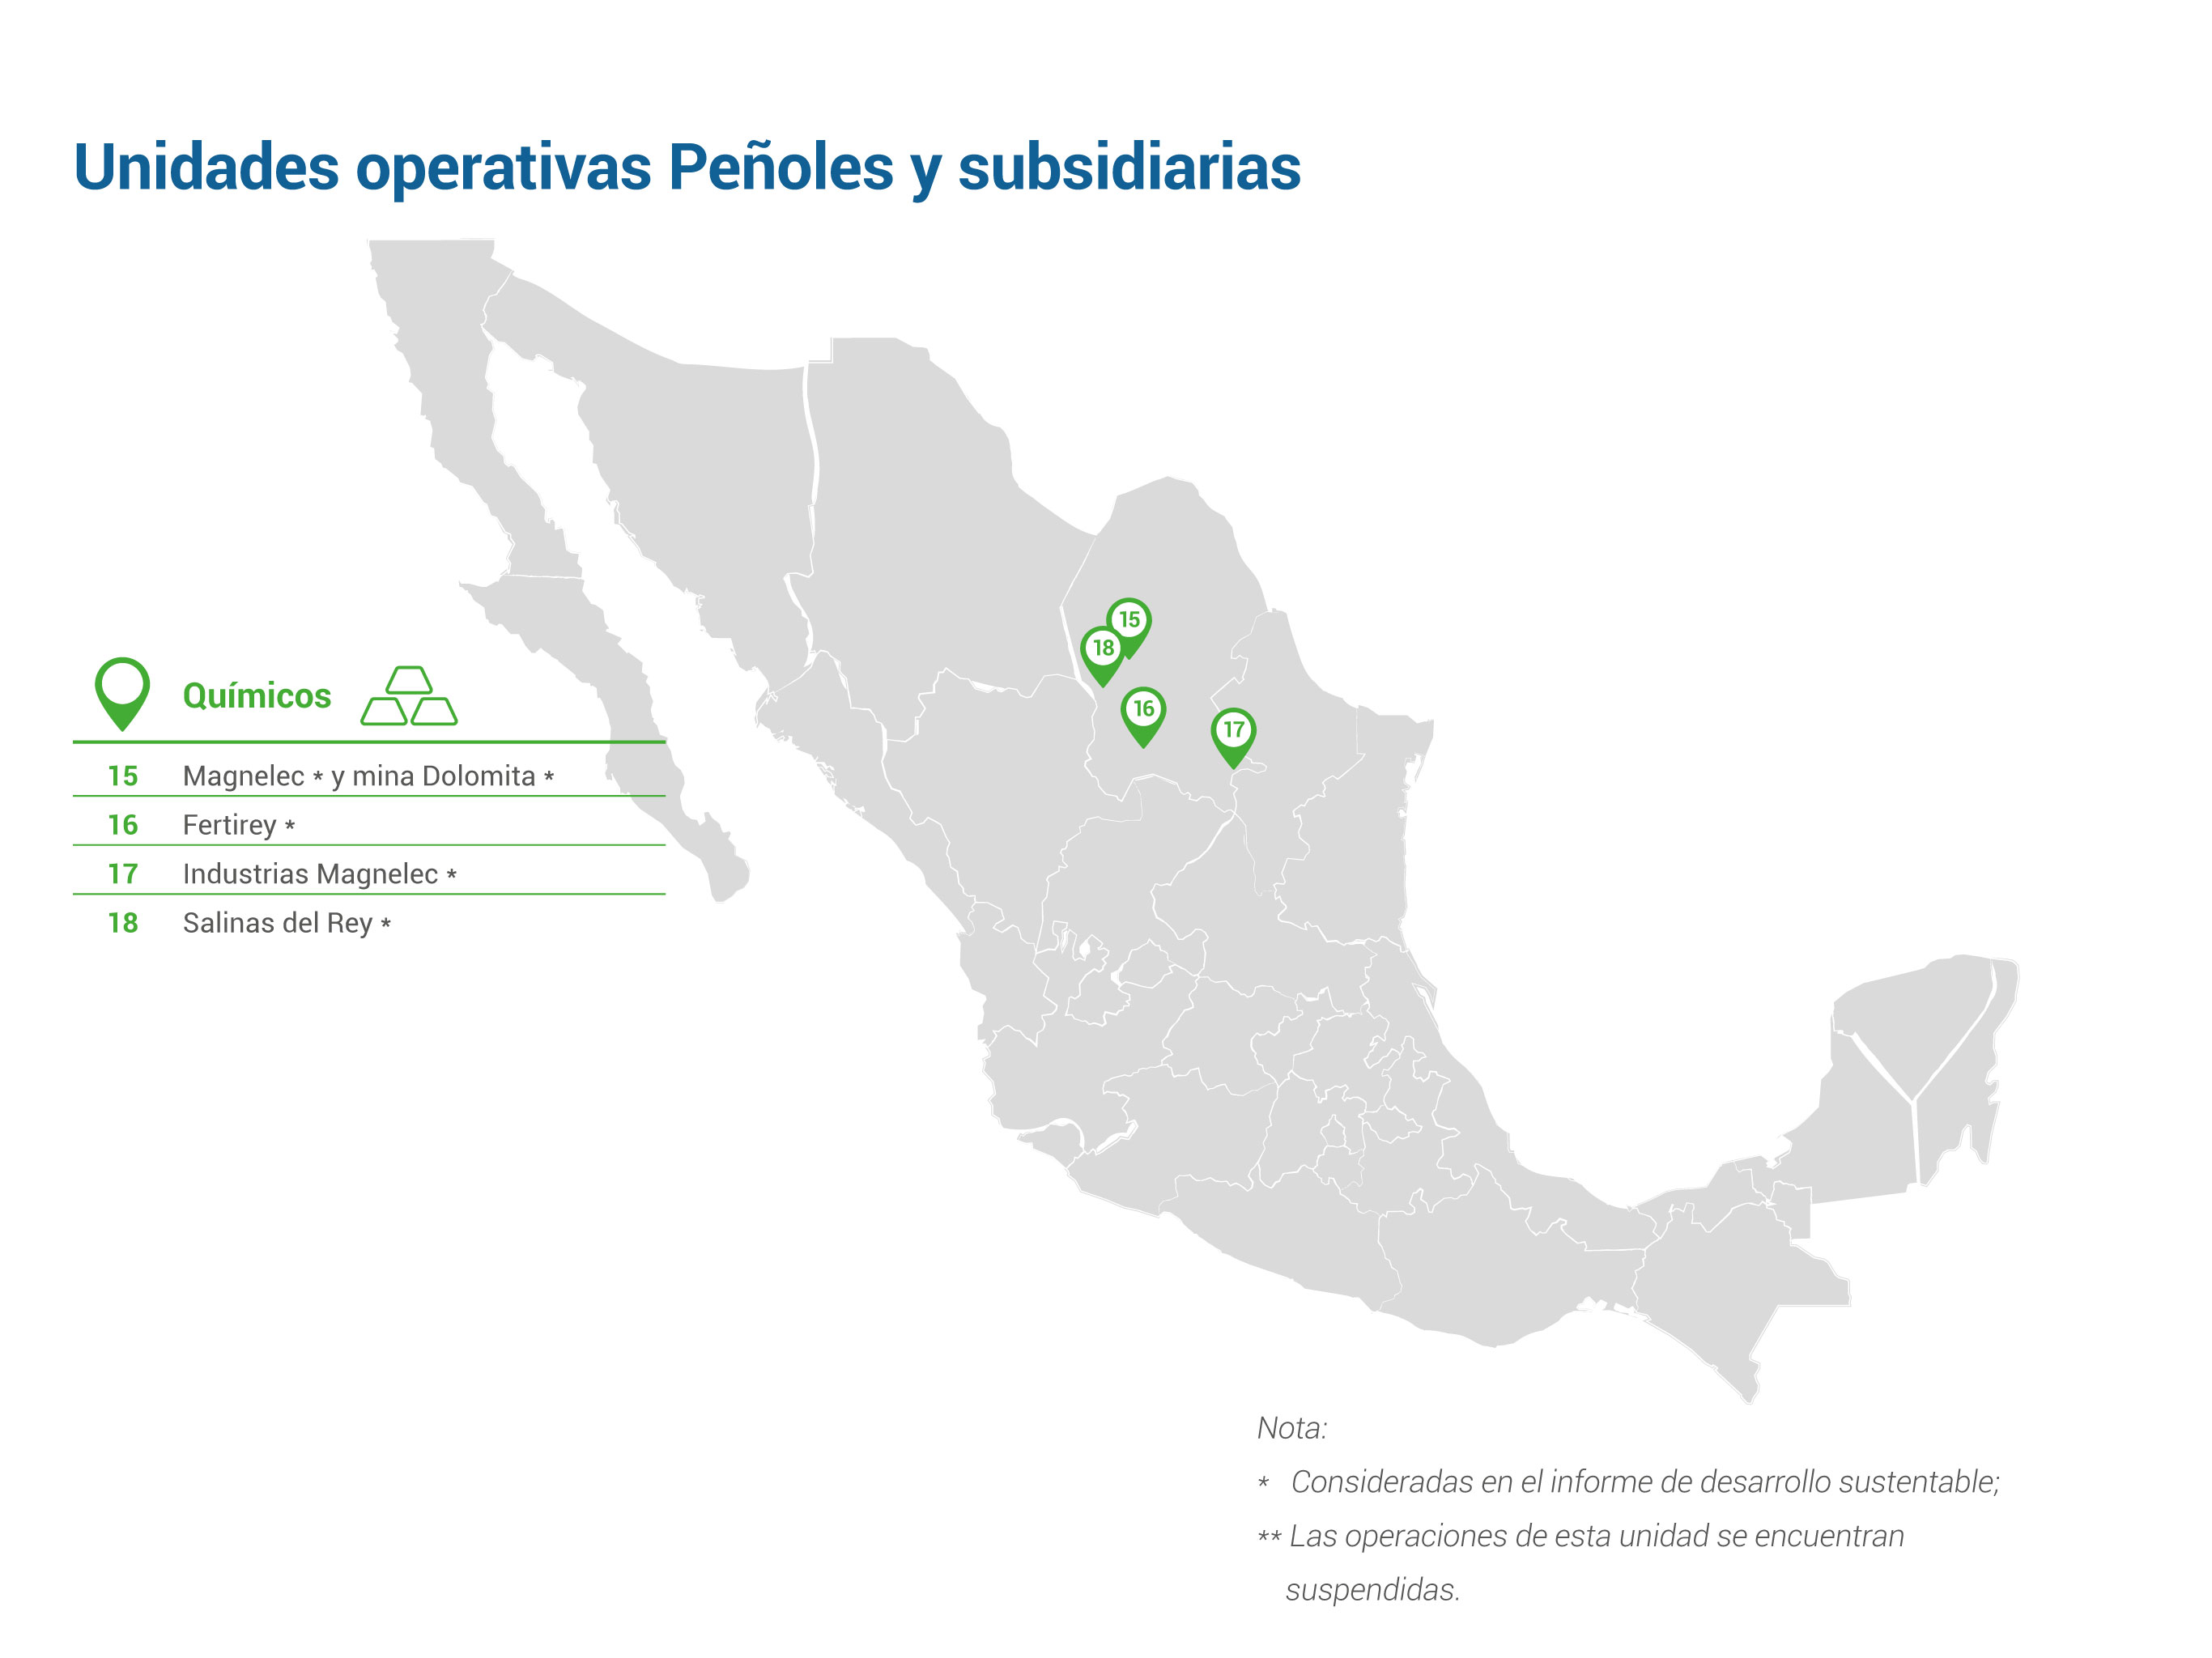 Unidades operativas Peñoles y subsidiarias
15
18
16
17
Químicos
15 Magnelec * y mina Dolomita *
16 Fertirey *
17 Industrias Magnelec *
18 Salinas del Rey *
Nota:
* Consideradas en el informe de desarrollo sustentable;
** Las operaciones de esta unidad se encuentran
suspendidas.